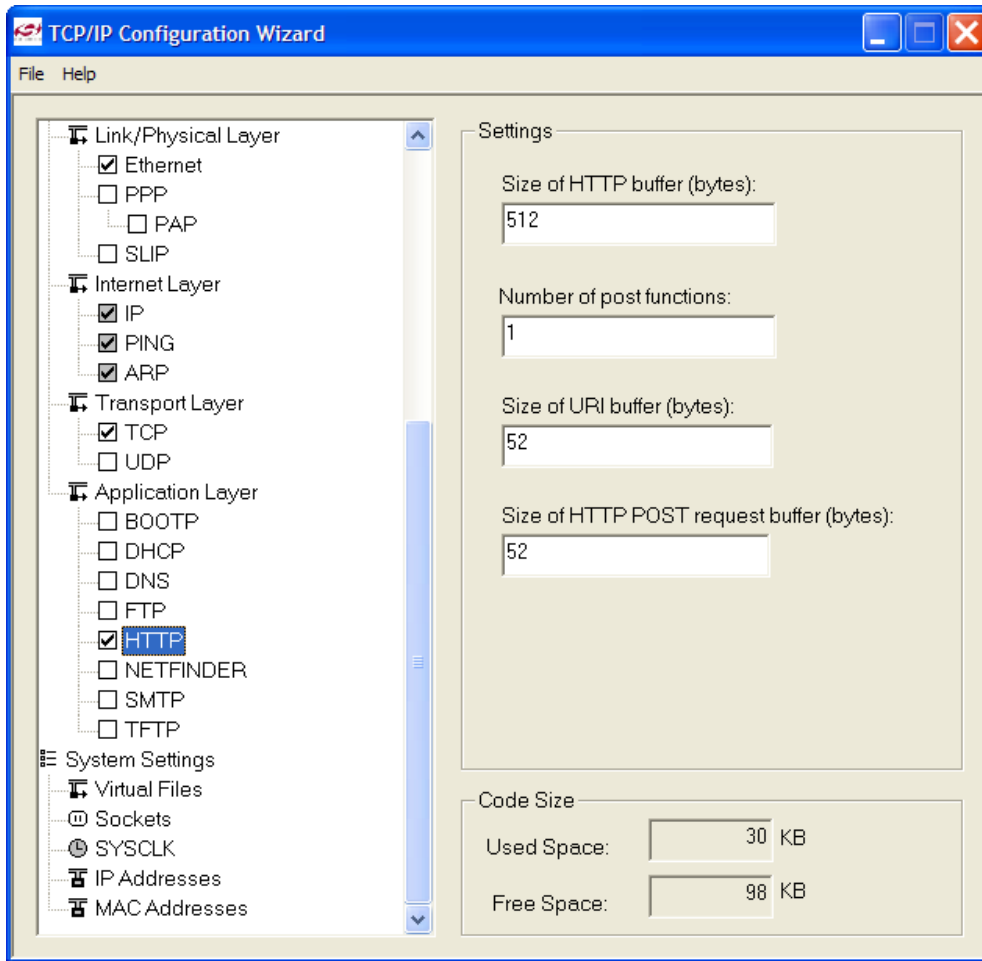 TCP/IP Configuration Wizard
File Help
Link/Physical Layer
Ethernet
PPP
PAP
SLIP
Internet Layer
IP
PING
ARP
Transport Layer
TCP
UDP
Application Layer
BOOTP
DHCP
DNS
FTP
HTTP
NETFINDER
SMTP
TFTP
System Settings
Virtual Files
Sockets
SYSCLK
IP Addresses
MAC Addresses
Settings
Size of HTTP buffer (bytes):
512
Number of post functions:
1
Size of URI buffer (bytes):
52
Size of HTTP POST request buffer (bytes):
52
Code Size
Used Space: 30 KB
Free Space: 98 KB